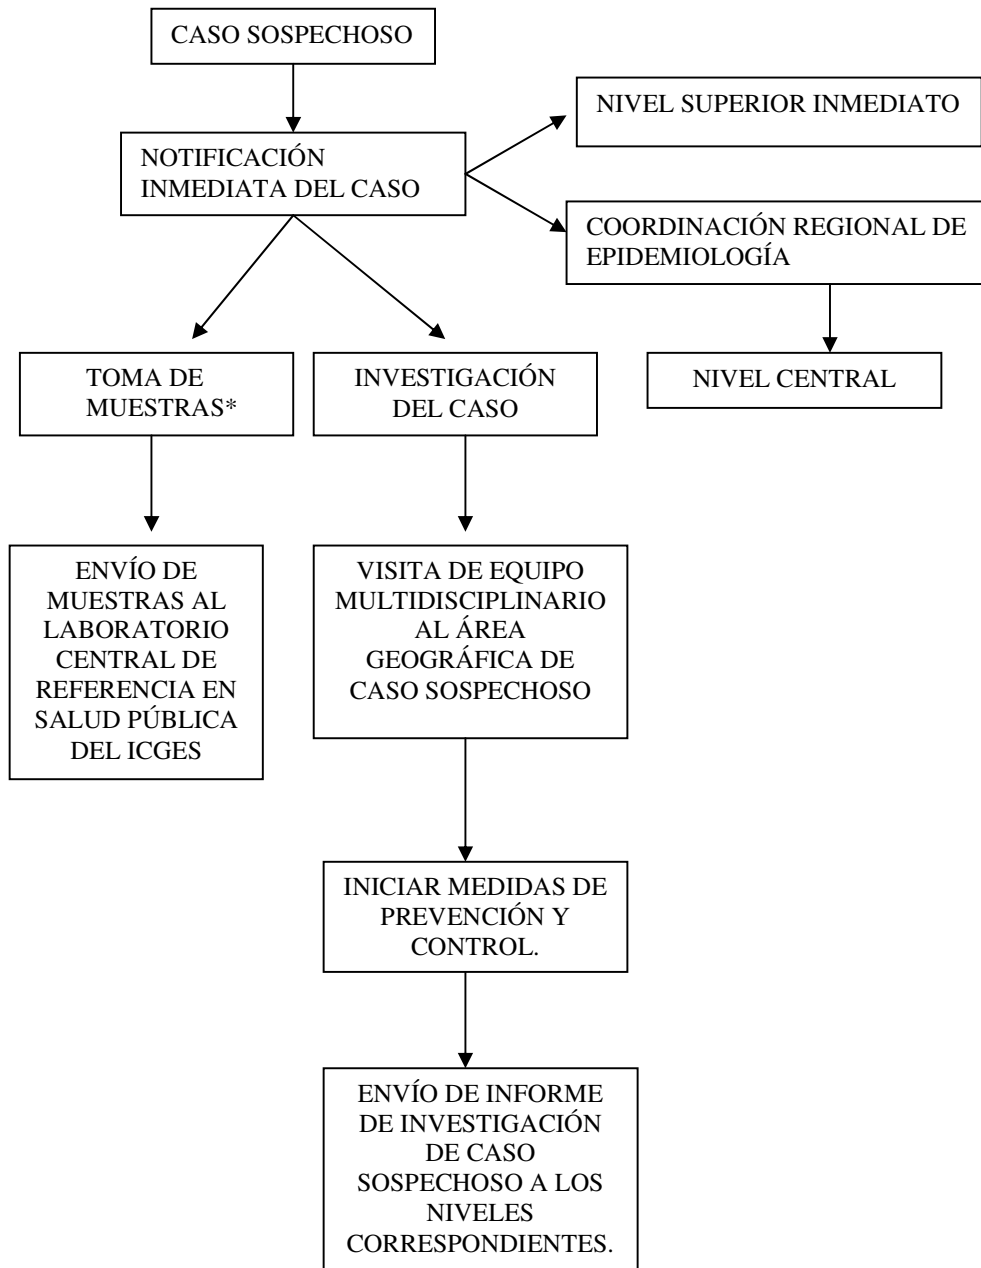 CASO SOSPECHOSO
NIVEL SUPERIOR INMEDIATO
NOTIFICACIÓN
INMEDIATA DEL CASO
COORDINACIÓN REGIONAL DE
EPIDEMIOLOGÍA
NIVEL CENTRAL
TOMA DE
MUESTRAS*
INVESTIGACIÓN
DEL CASO
ENVÍO DE
MUESTRAS AL
LABORATORIO
CENTRAL DE
REFERENCIA EN
SALUD PÚBLICA
DEL ICGES
VISITA DE EQUIPO
MULTIDISCIPLINARIO
AL ÁREA
GEOGRÁFICA DE
CASO SOSPECHOSO
INICIAR MEDIDAS DE
PREVENCIÓN Y
CONTROL.
ENVÍO DE INFORME
DE INVESTIGACIÓN
DE CASO
SOSPECHOSO A LOS
NIVELES
CORRESPONDIENTES.